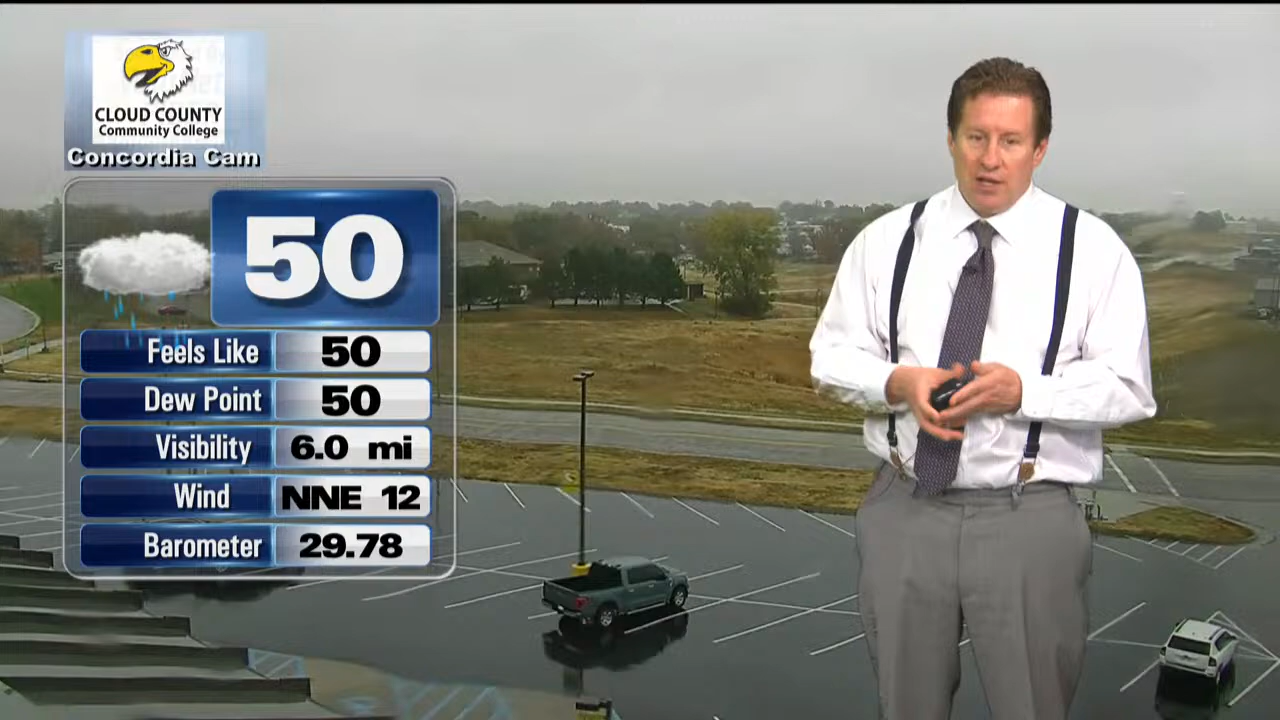 CLOUD COUNTY
Community College
Concordia Cam
50
Feels Like 50
Dew Point 50
Visibility 6.0 mi
Wind NNE 12
Barometer 29.78